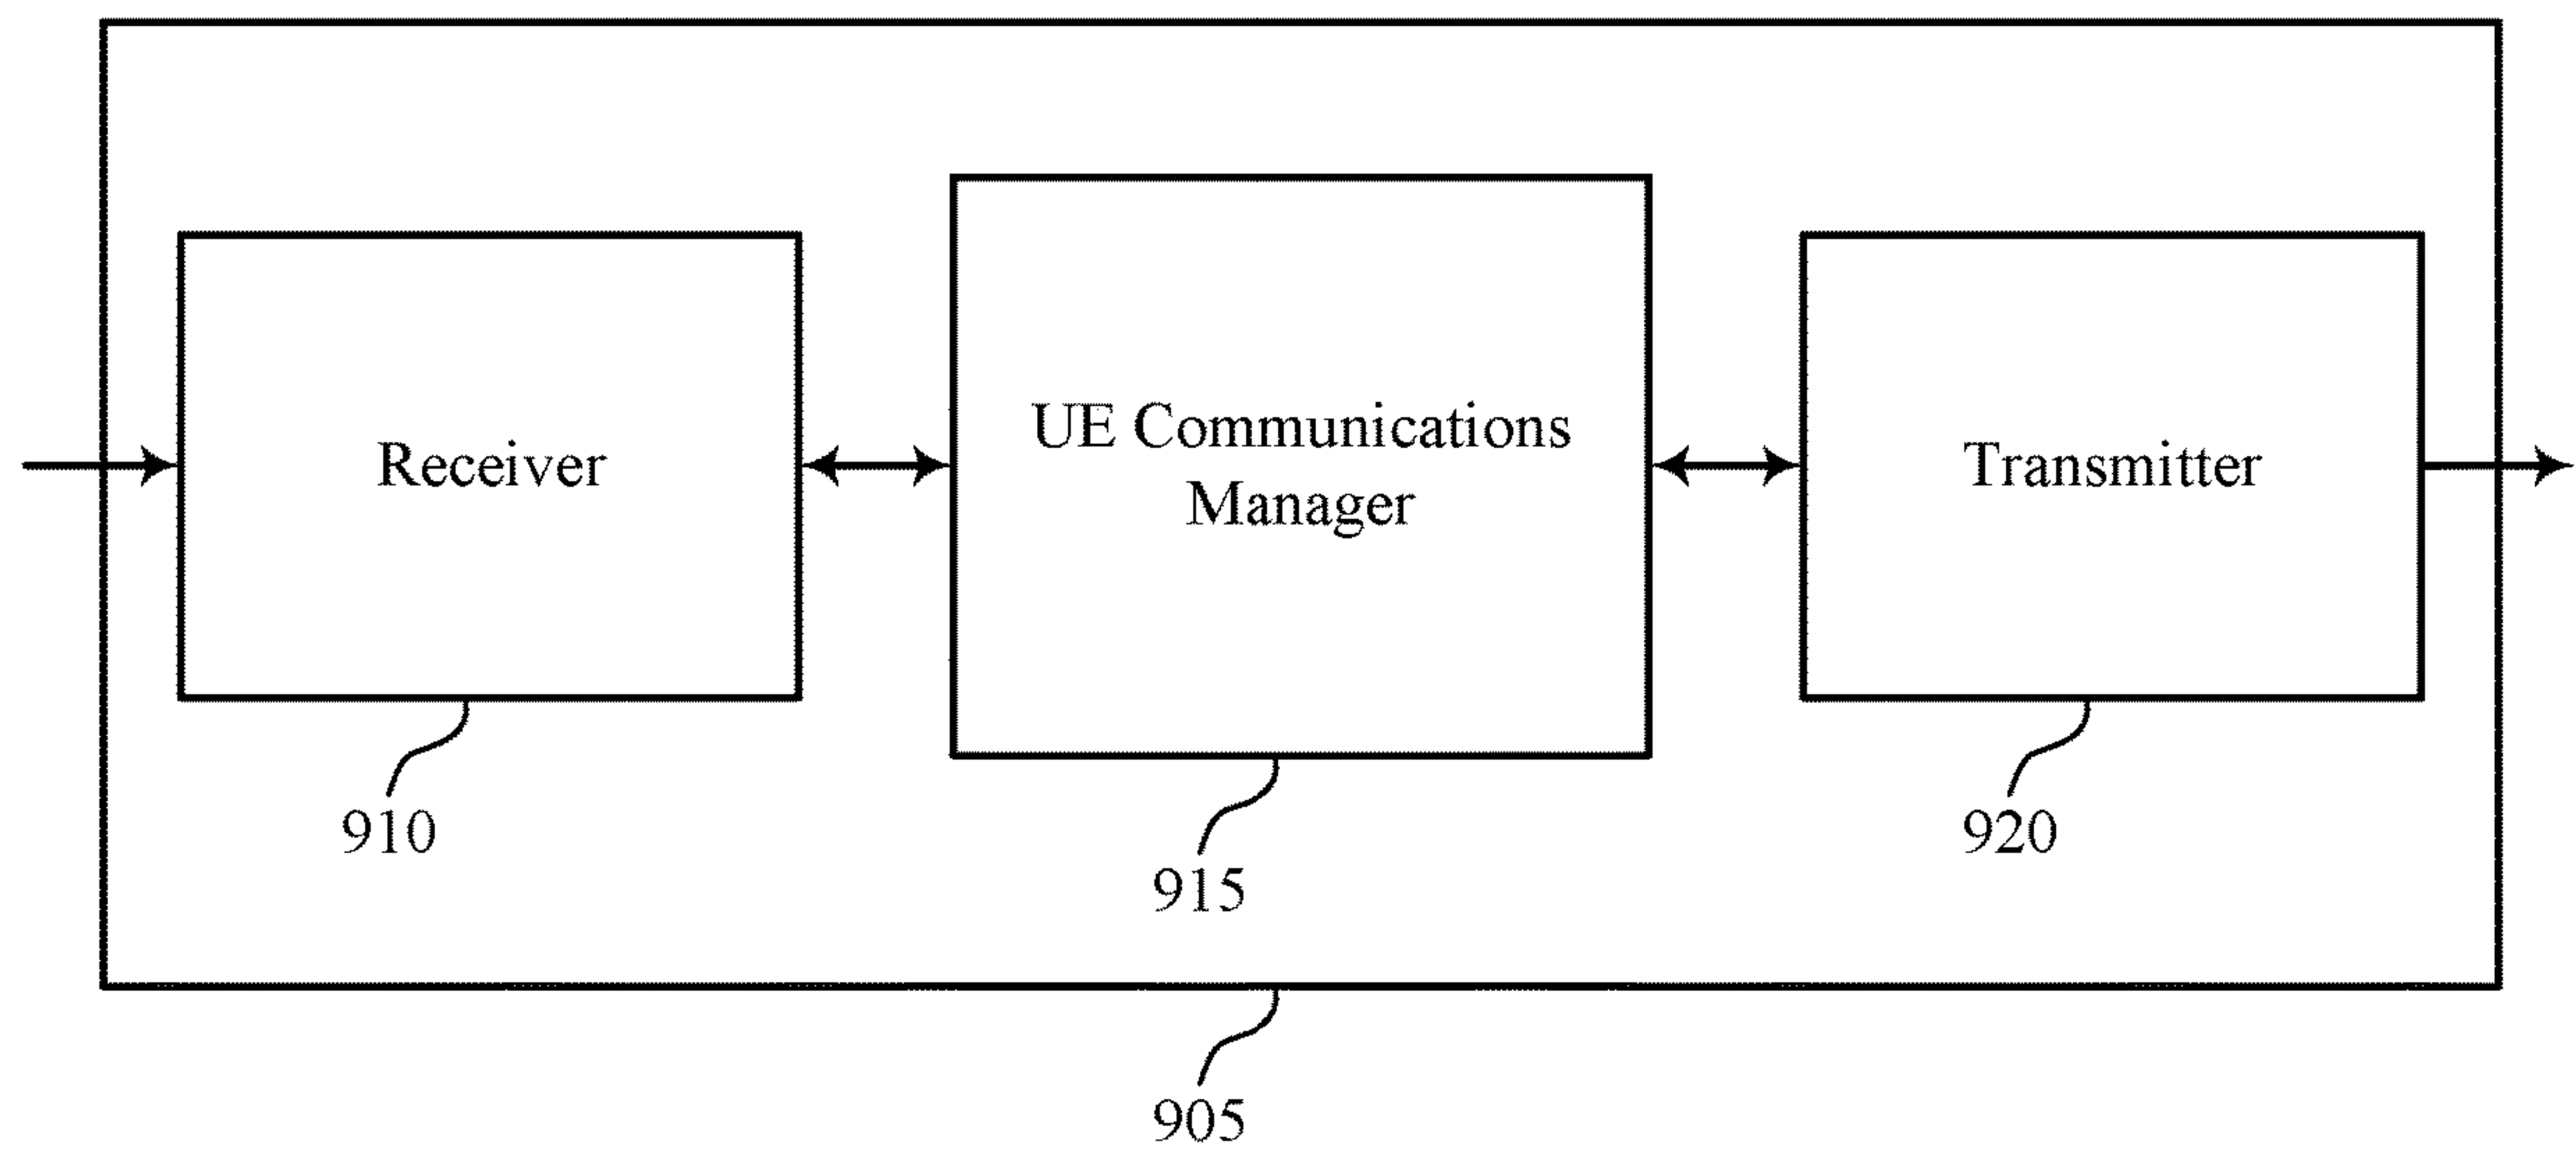 Receiver
UE Communications
Manager
Transmitter
910
915
920
905